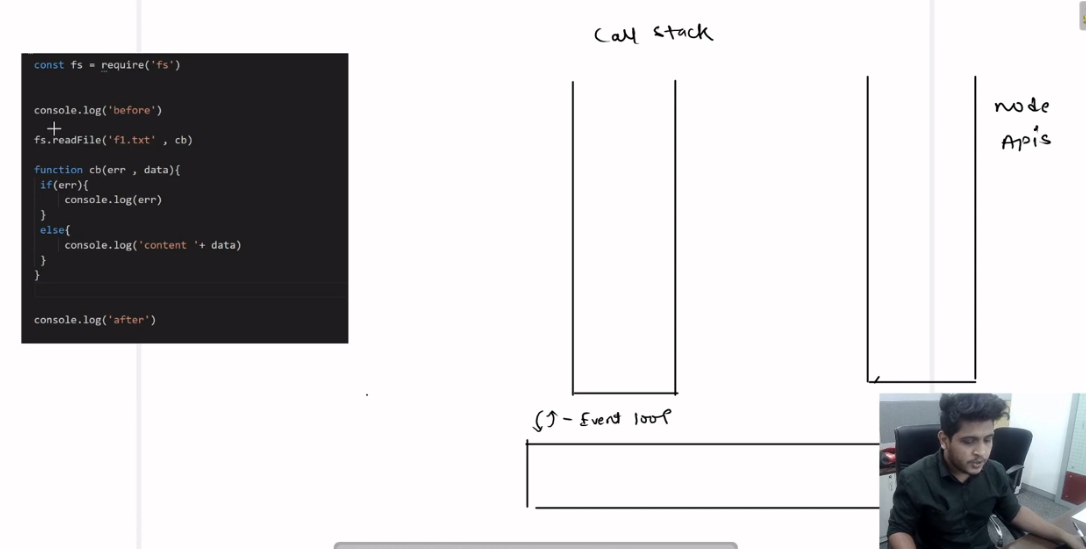 const fs = require('fs')
console.log('before')
fs.readFile('f1.txt' , cb)
function cb(err , data){
if(err){
console.log(err)
}
else{
console.log('content '+ data)
}
}
console.log('after')
Call stack
node
Apis
Event loop